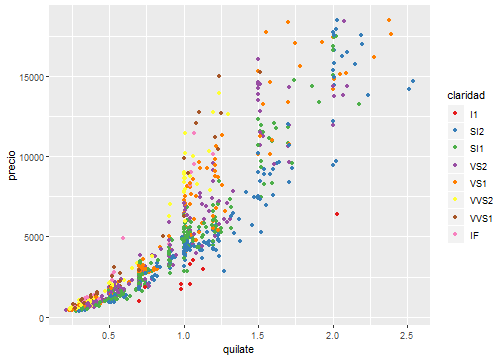 precio
15000
10000
5000
0
0.5 1.0 1.5 2.0 2.5
quilate
claridad
I1
SI2
SI1
VS2
VS1
VVS2
VVS1
IF